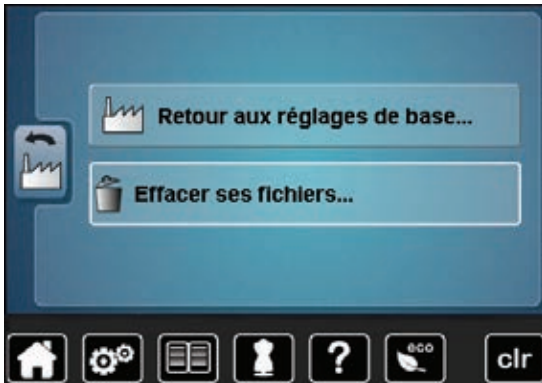 Retour aux réglages de base...
Effacer ses fichiers...
? eco clr